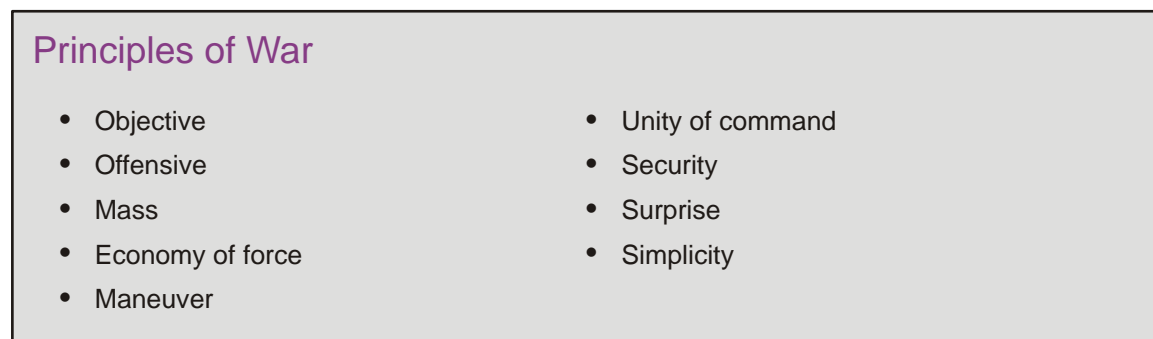 Principles of War
• Objective
• Offensive
• Mass
• Economy of force
• Maneuver
• Unity of command
• Security
• Surprise
• Simplicity